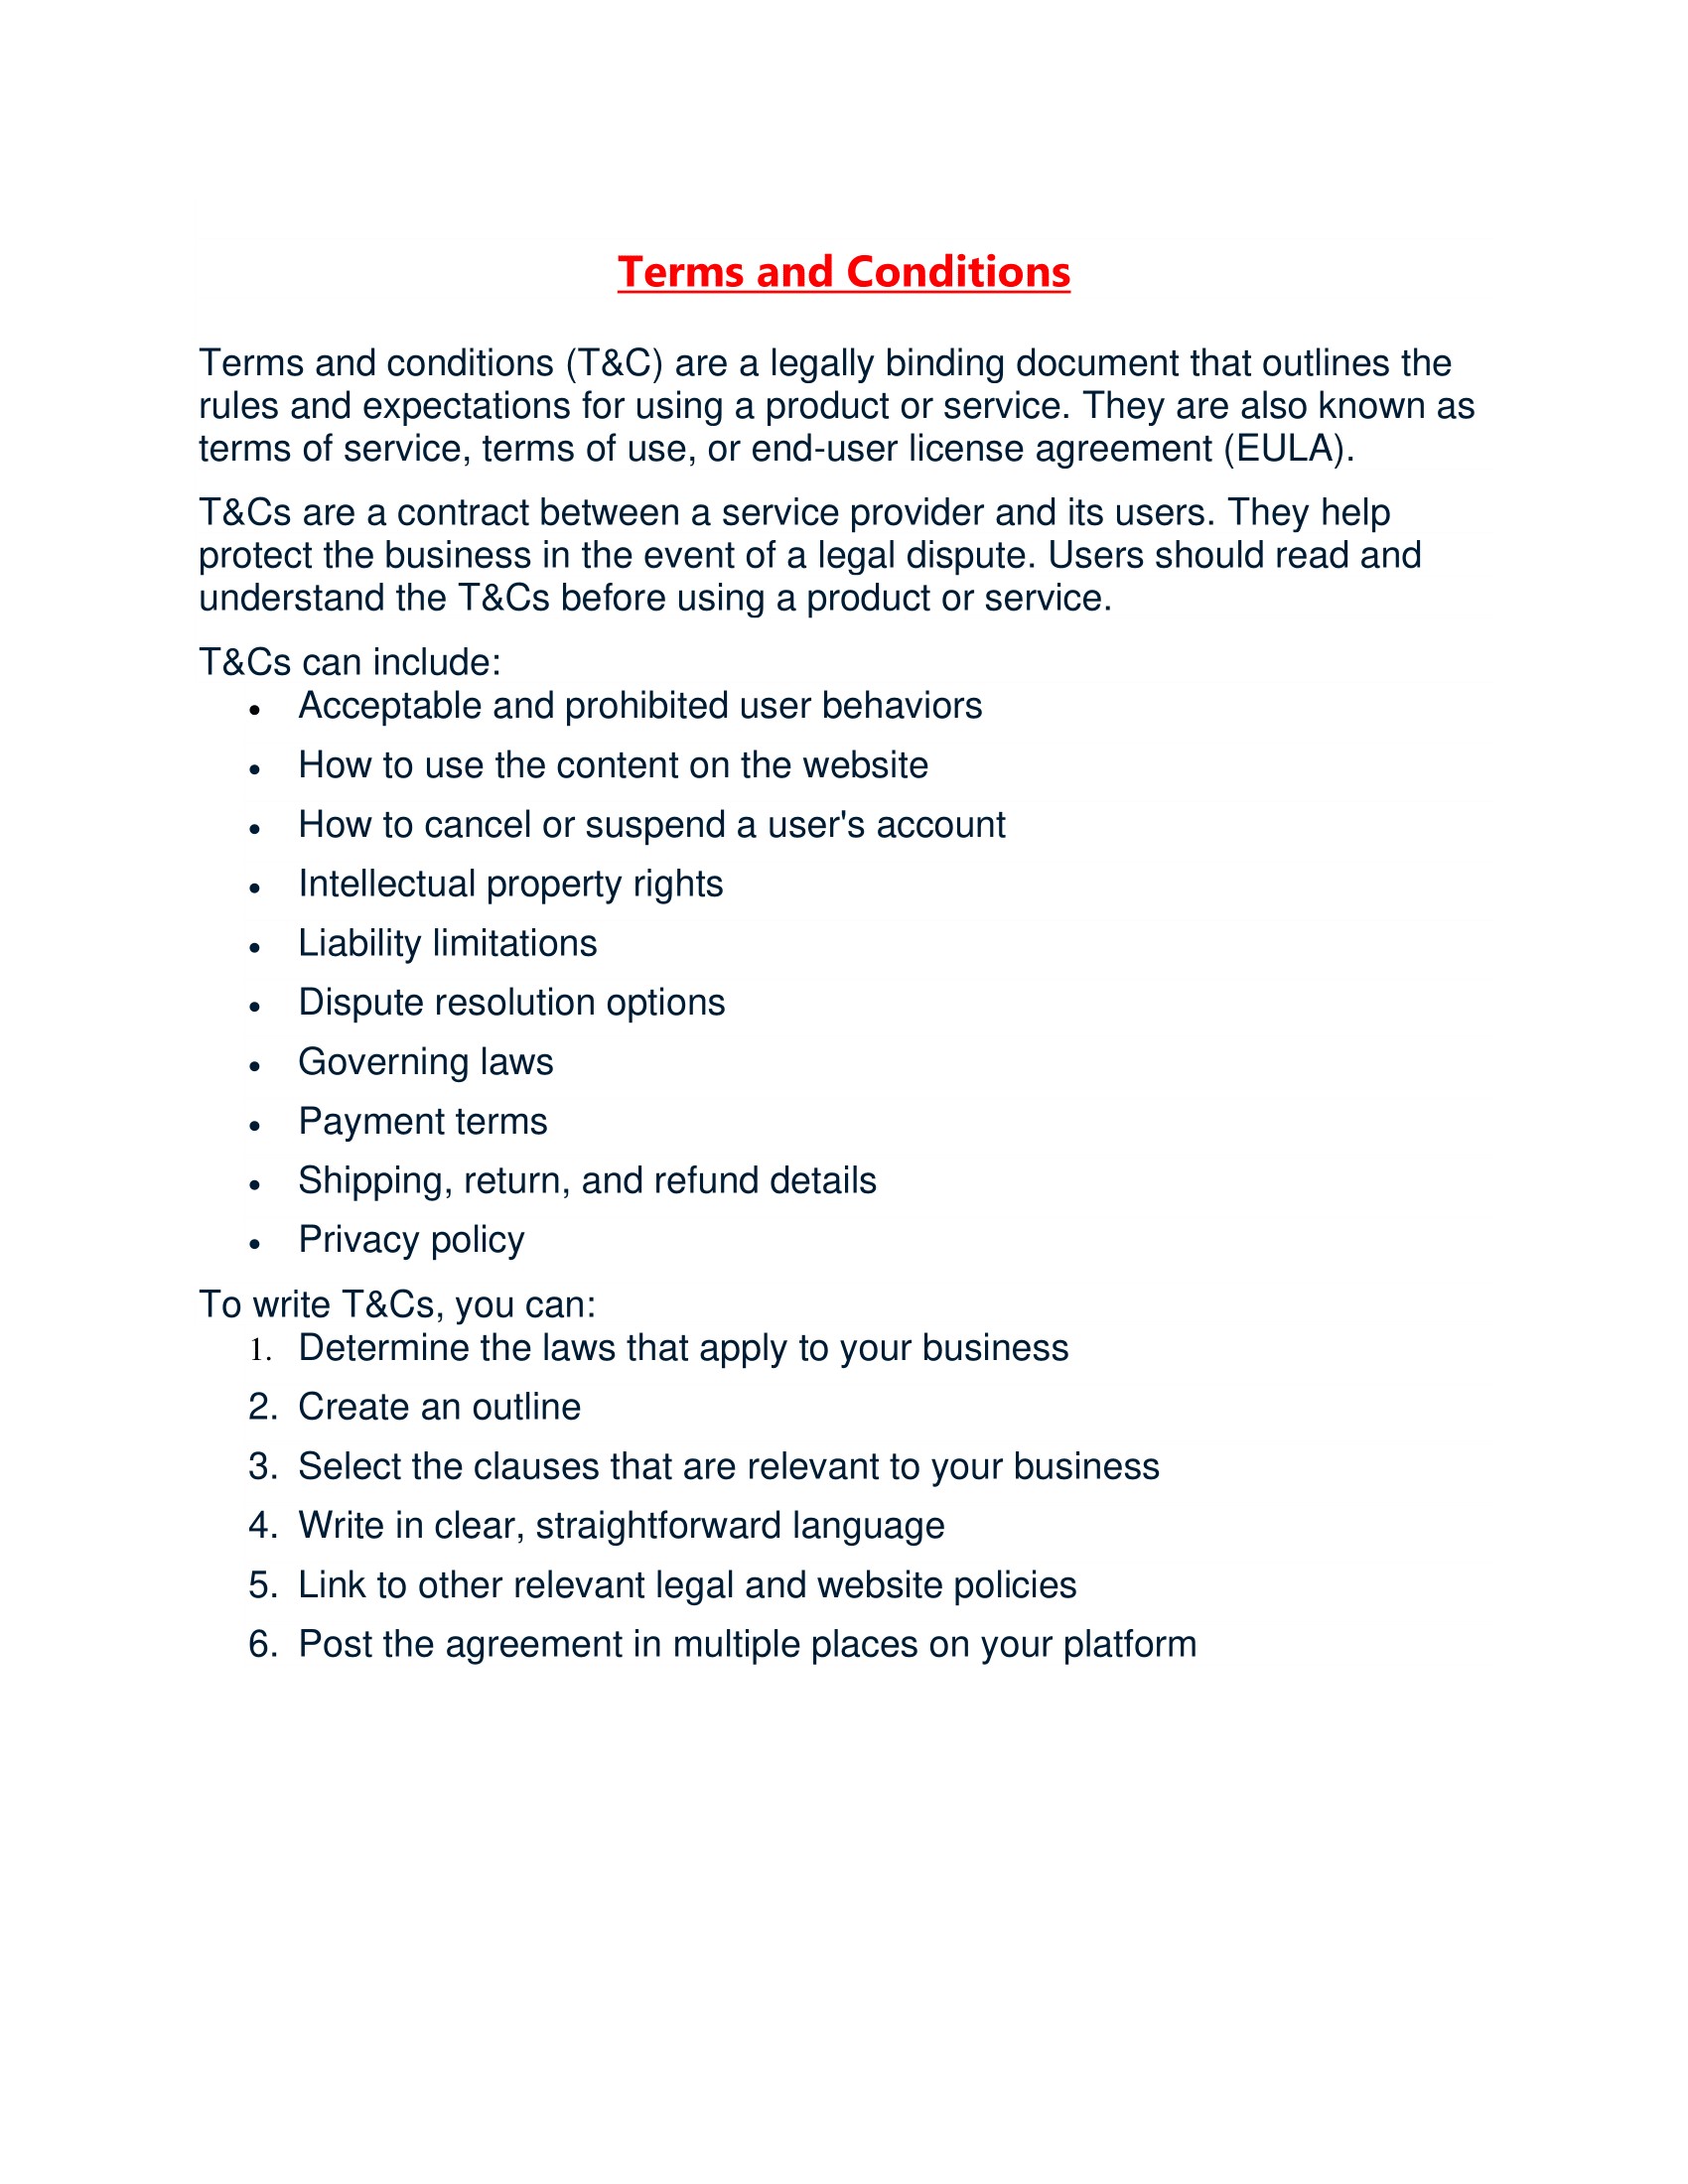 Terms and Conditions
Terms and conditions (T&C) are a legally binding document that outlines the
rules and expectations for using a product or service. They are also known as
terms of service, terms of use, or end-user license agreement (EULA).
T&Cs are a contract between a service provider and its users. They help
protect the business in the event of a legal dispute. Users should read and
understand the T&Cs before using a product or service.
T&Cs can include:
• Acceptable and prohibited user behaviors
• How to use the content on the website
• How to cancel or suspend a user's account
• Intellectual property rights
• Liability limitations
• Dispute resolution options
• Governing laws
• Payment terms
• Shipping, return, and refund details
• Privacy policy
To write T&Cs, you can:
1. Determine the laws that apply to your business
2. Create an outline
3. Select the clauses that are relevant to your business
4. Write in clear, straightforward language
5. Link to other relevant legal and website policies
6. Post the agreement in multiple places on your platform